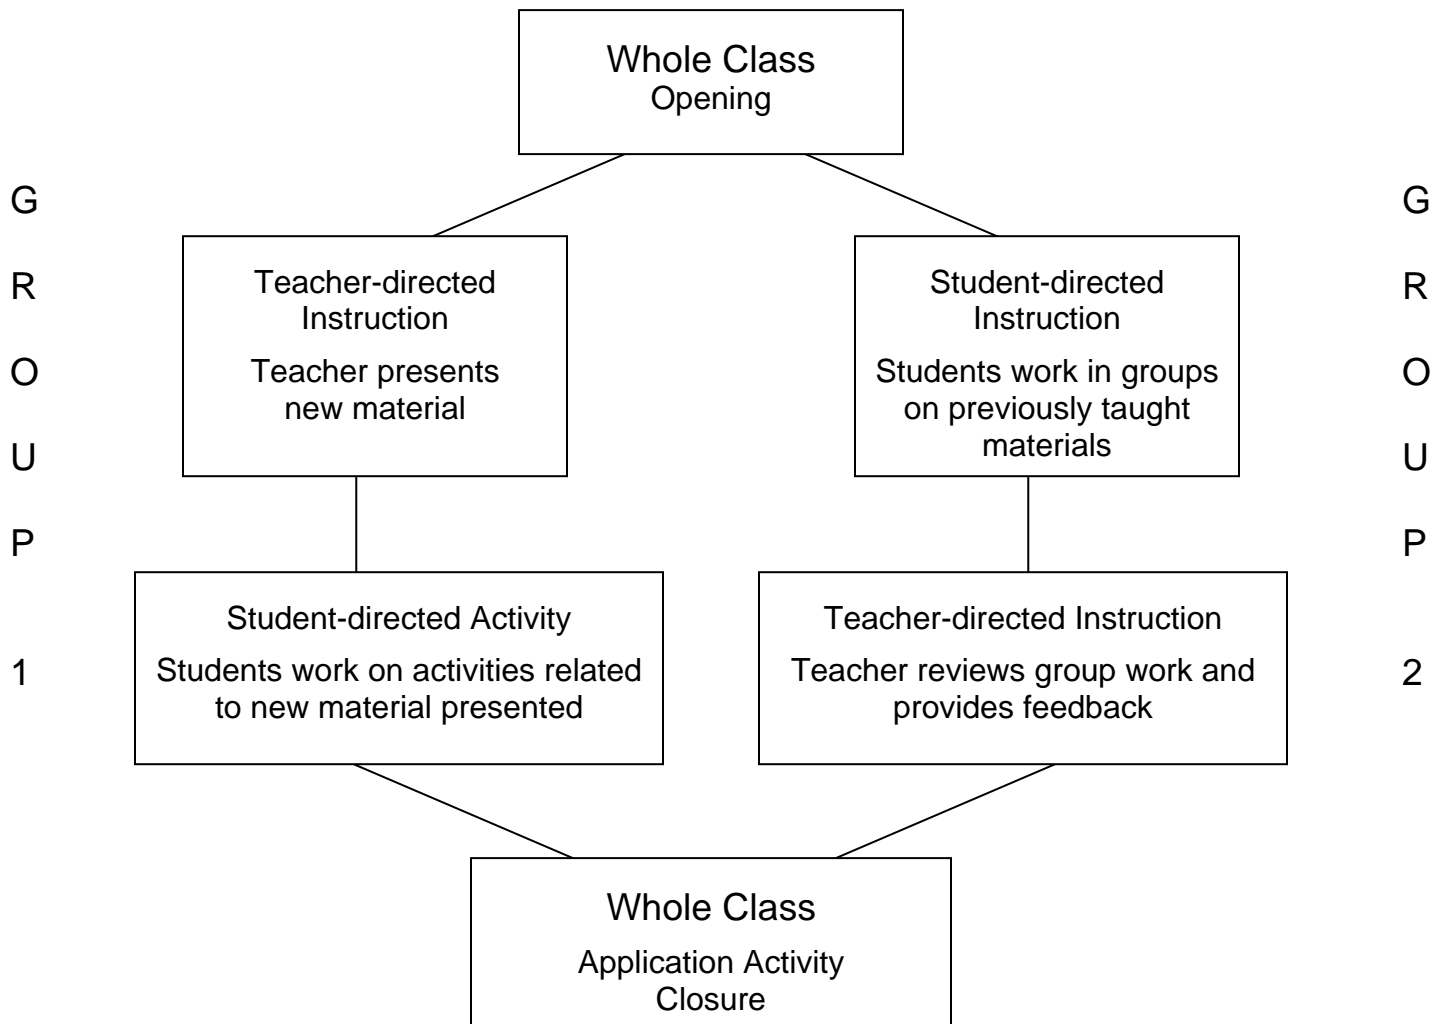 Whole Class
Opening
G
R
O
U
P
1
Teacher-directed
Instruction
Teacher presents
new material
Student-directed
Instruction
Students work in groups
on previously taught
materials
G
R
O
U
P
2
Student-directed Activity
Students work on activities related
to new material presented
Teacher-directed Instruction
Teacher reviews group work and
provides feedback
Whole Class
Application Activity
Closure